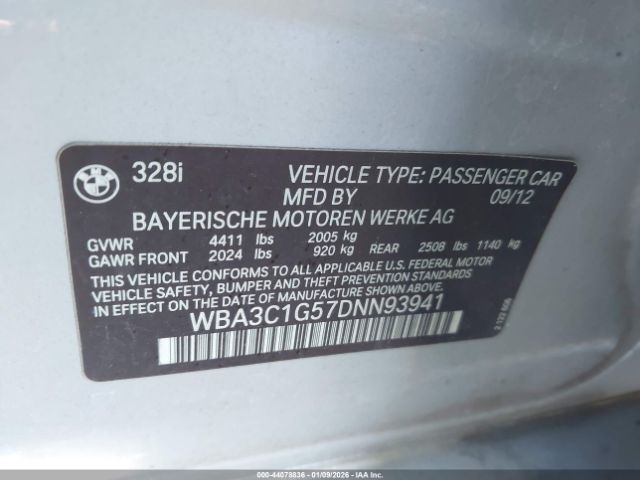 BMW
328i VEHICLE TYPE: PASSENGER CAR
MFD BY 09/12
BAYERISCHE MOTOREN WERKE AG
GVWR 4411 lbs 2005 kg
GAWR FRONT 2024 lbs 920 kg REAR 2508 lbs 1140 kg
THIS VEHICLE CONFORMS TO ALL APPLICABLE U.S. FEDERAL MOTOR
VEHICLE SAFETY, BUMPER AND THEFT PREVENTION STANDARDS
IN EFFECT ON THE DATE OF MANUFACTURE SHOWN ABOVE.
WBA3C1G57DNN93941
000-44078836 - 01/09/2026 - IAA Inc.